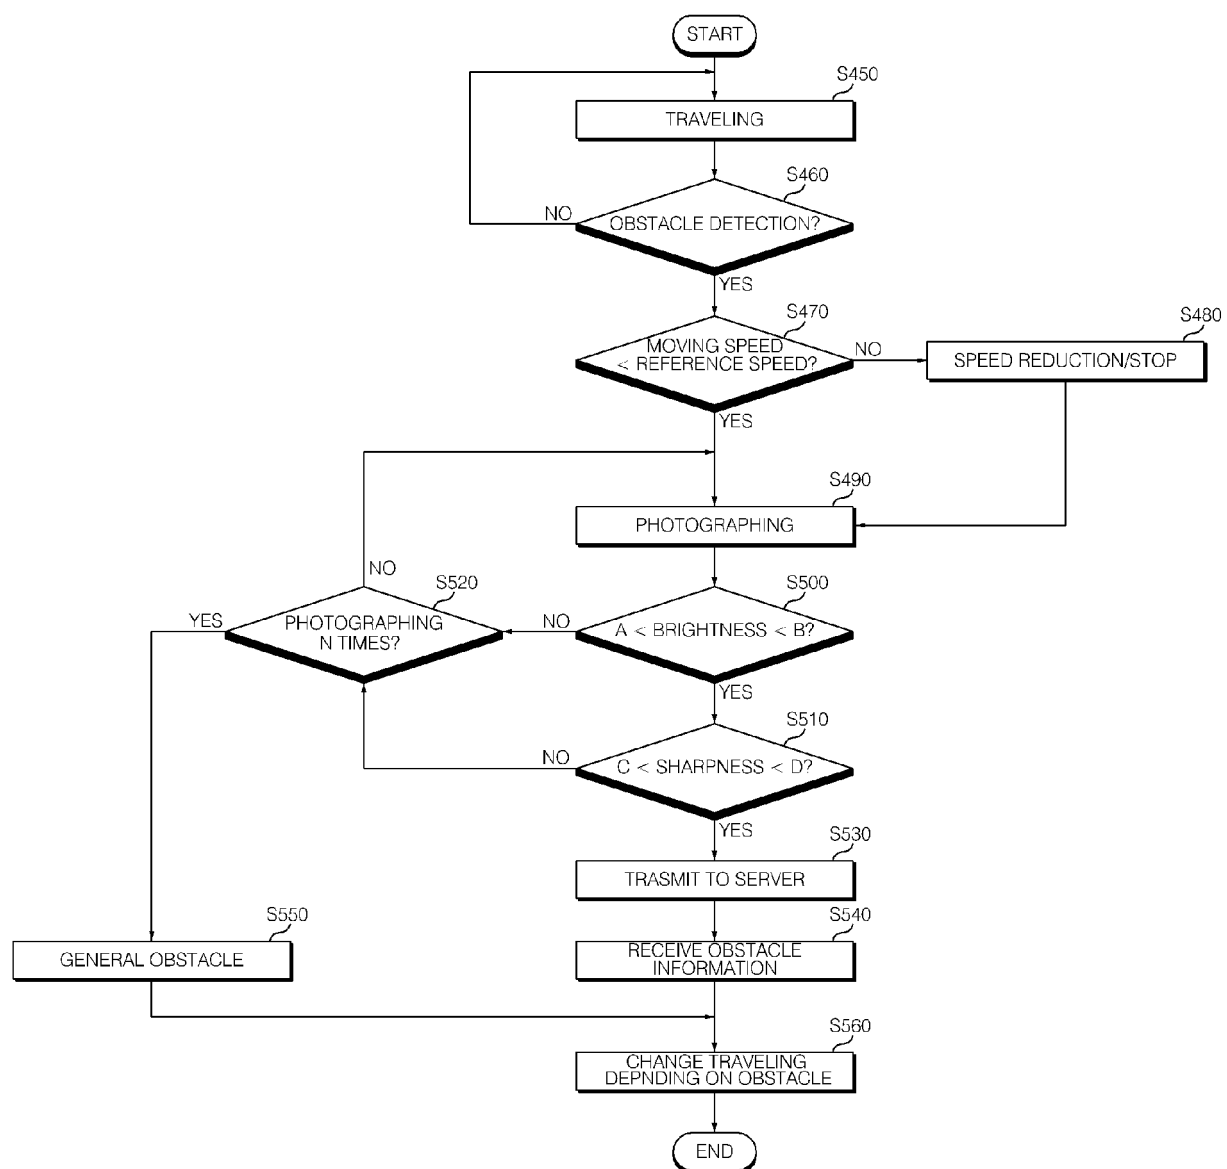 START
S450
TRAVELING
S460
NO
OBSTACLE DETECTION?
YES
S470
MOVING SPEED
< REFERENCE SPEED?
NO
S480
SPEED REDUCTION/STOP
YES
S490
PHOTOGRAPHING
NO
S520
S500
YES
PHOTOGRAPHING
N TIMES?
NO
A < BRIGHTNESS < B?
YES
S510
NO
C < SHARPNESS < D?
YES
S530
TRASMIT TO SERVER
S550
S540
GENERAL OBSTACLE
RECEIVE OBSTACLE
INFORMATION
S560
CHANGE TRAVELING
DEPNDING ON OBSTACLE
END